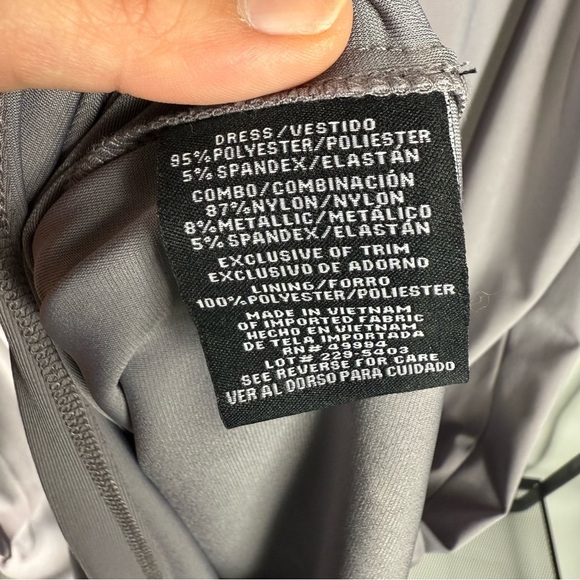 DRESS/VESTIDO
95%POLYESTER/POLIESTER
5%SPANDEX/ELASTÁN
COMBO/COMBINACIÓN
87%NYLON/NYLON
8%METALLIC/METÁLICO
5%SPANDEX/ELASTÁN
EXCLUSIVE OF TRIM
EXCLUSIVO DE ADORNO
LINING/FORRO
100%POLYESTER/POLIESTER
MADE IN VIETNAM
OF IMPORTED FABRIC
HECHO EN VIETNAM
DE TELA IMPORTADA
RN# 49994
LOT# 229-5403
SEE REVERSE FOR CARE
VER AL DORSO PARA CUIDADO